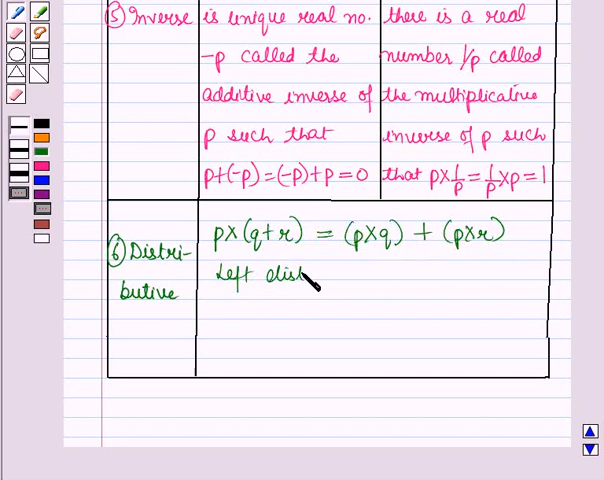 ⑤ Inverse
is unique real no.
-p called the
additive inverse of
p such that
p+(-p)=(-p)+p=0
there is a real
number 1/p called
the multiplicative
inverse of p such
that p×1/p=1/p×p=1
⑥ Distri-
butive
p×(q+r) = (p×q) + (p×r)
Left dist